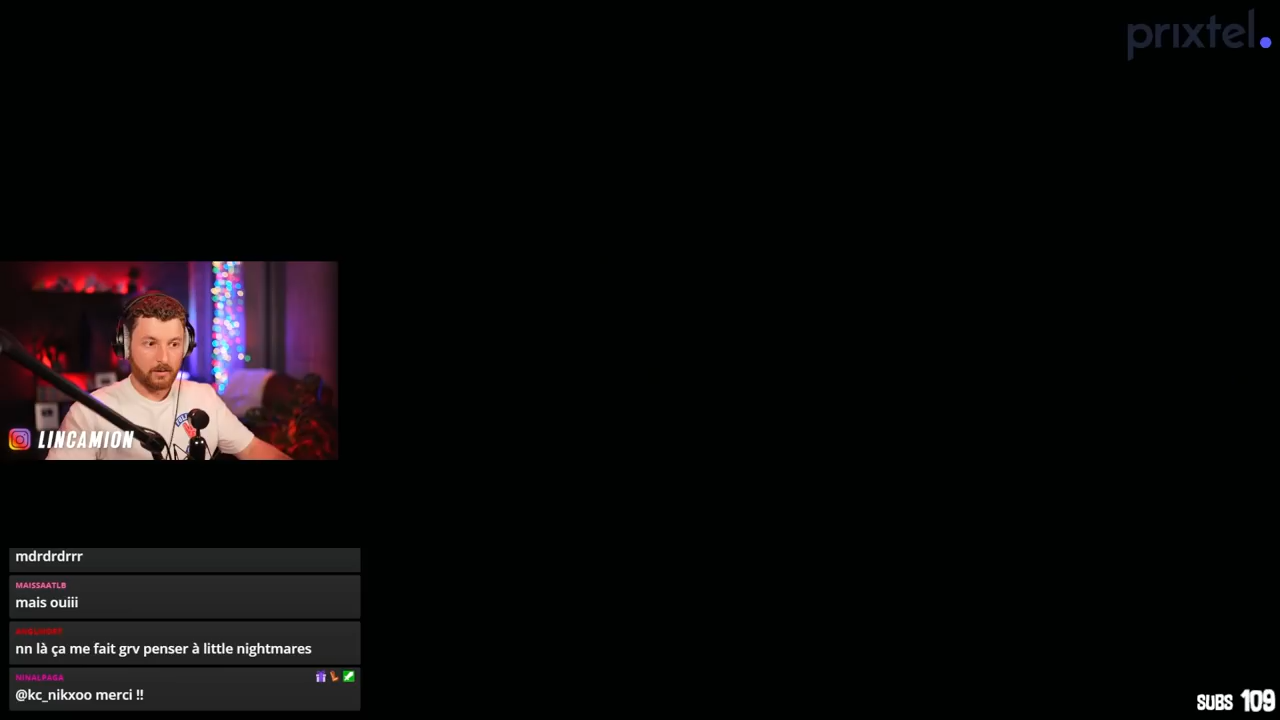 prixtel.
LINCAMION
mdrdrdrrr
MAISSAATLB
mais ouiii
nn là ça me fait grv penser à little nightmares
NINALPAGA
@kc_nikxoo merci !!
SUBS 109